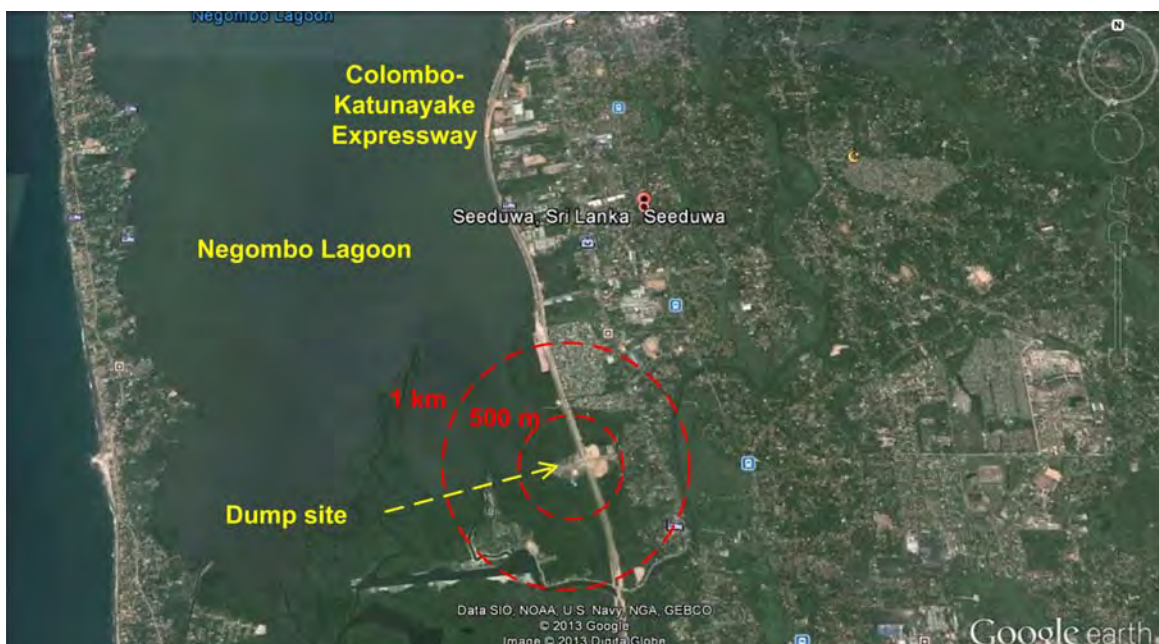 Negombo Lagoon
N
Colombo-
Katunayake
Expressway
Seeduwa, Sri Lanka Seeduwa
Negombo Lagoon
1 km
500 m
Dump site
Data SIO, NOAA, U.S. Navy, NGA, GEBCO
© 2013 Google
Image © 2013 DigitalGlobe
Google earth